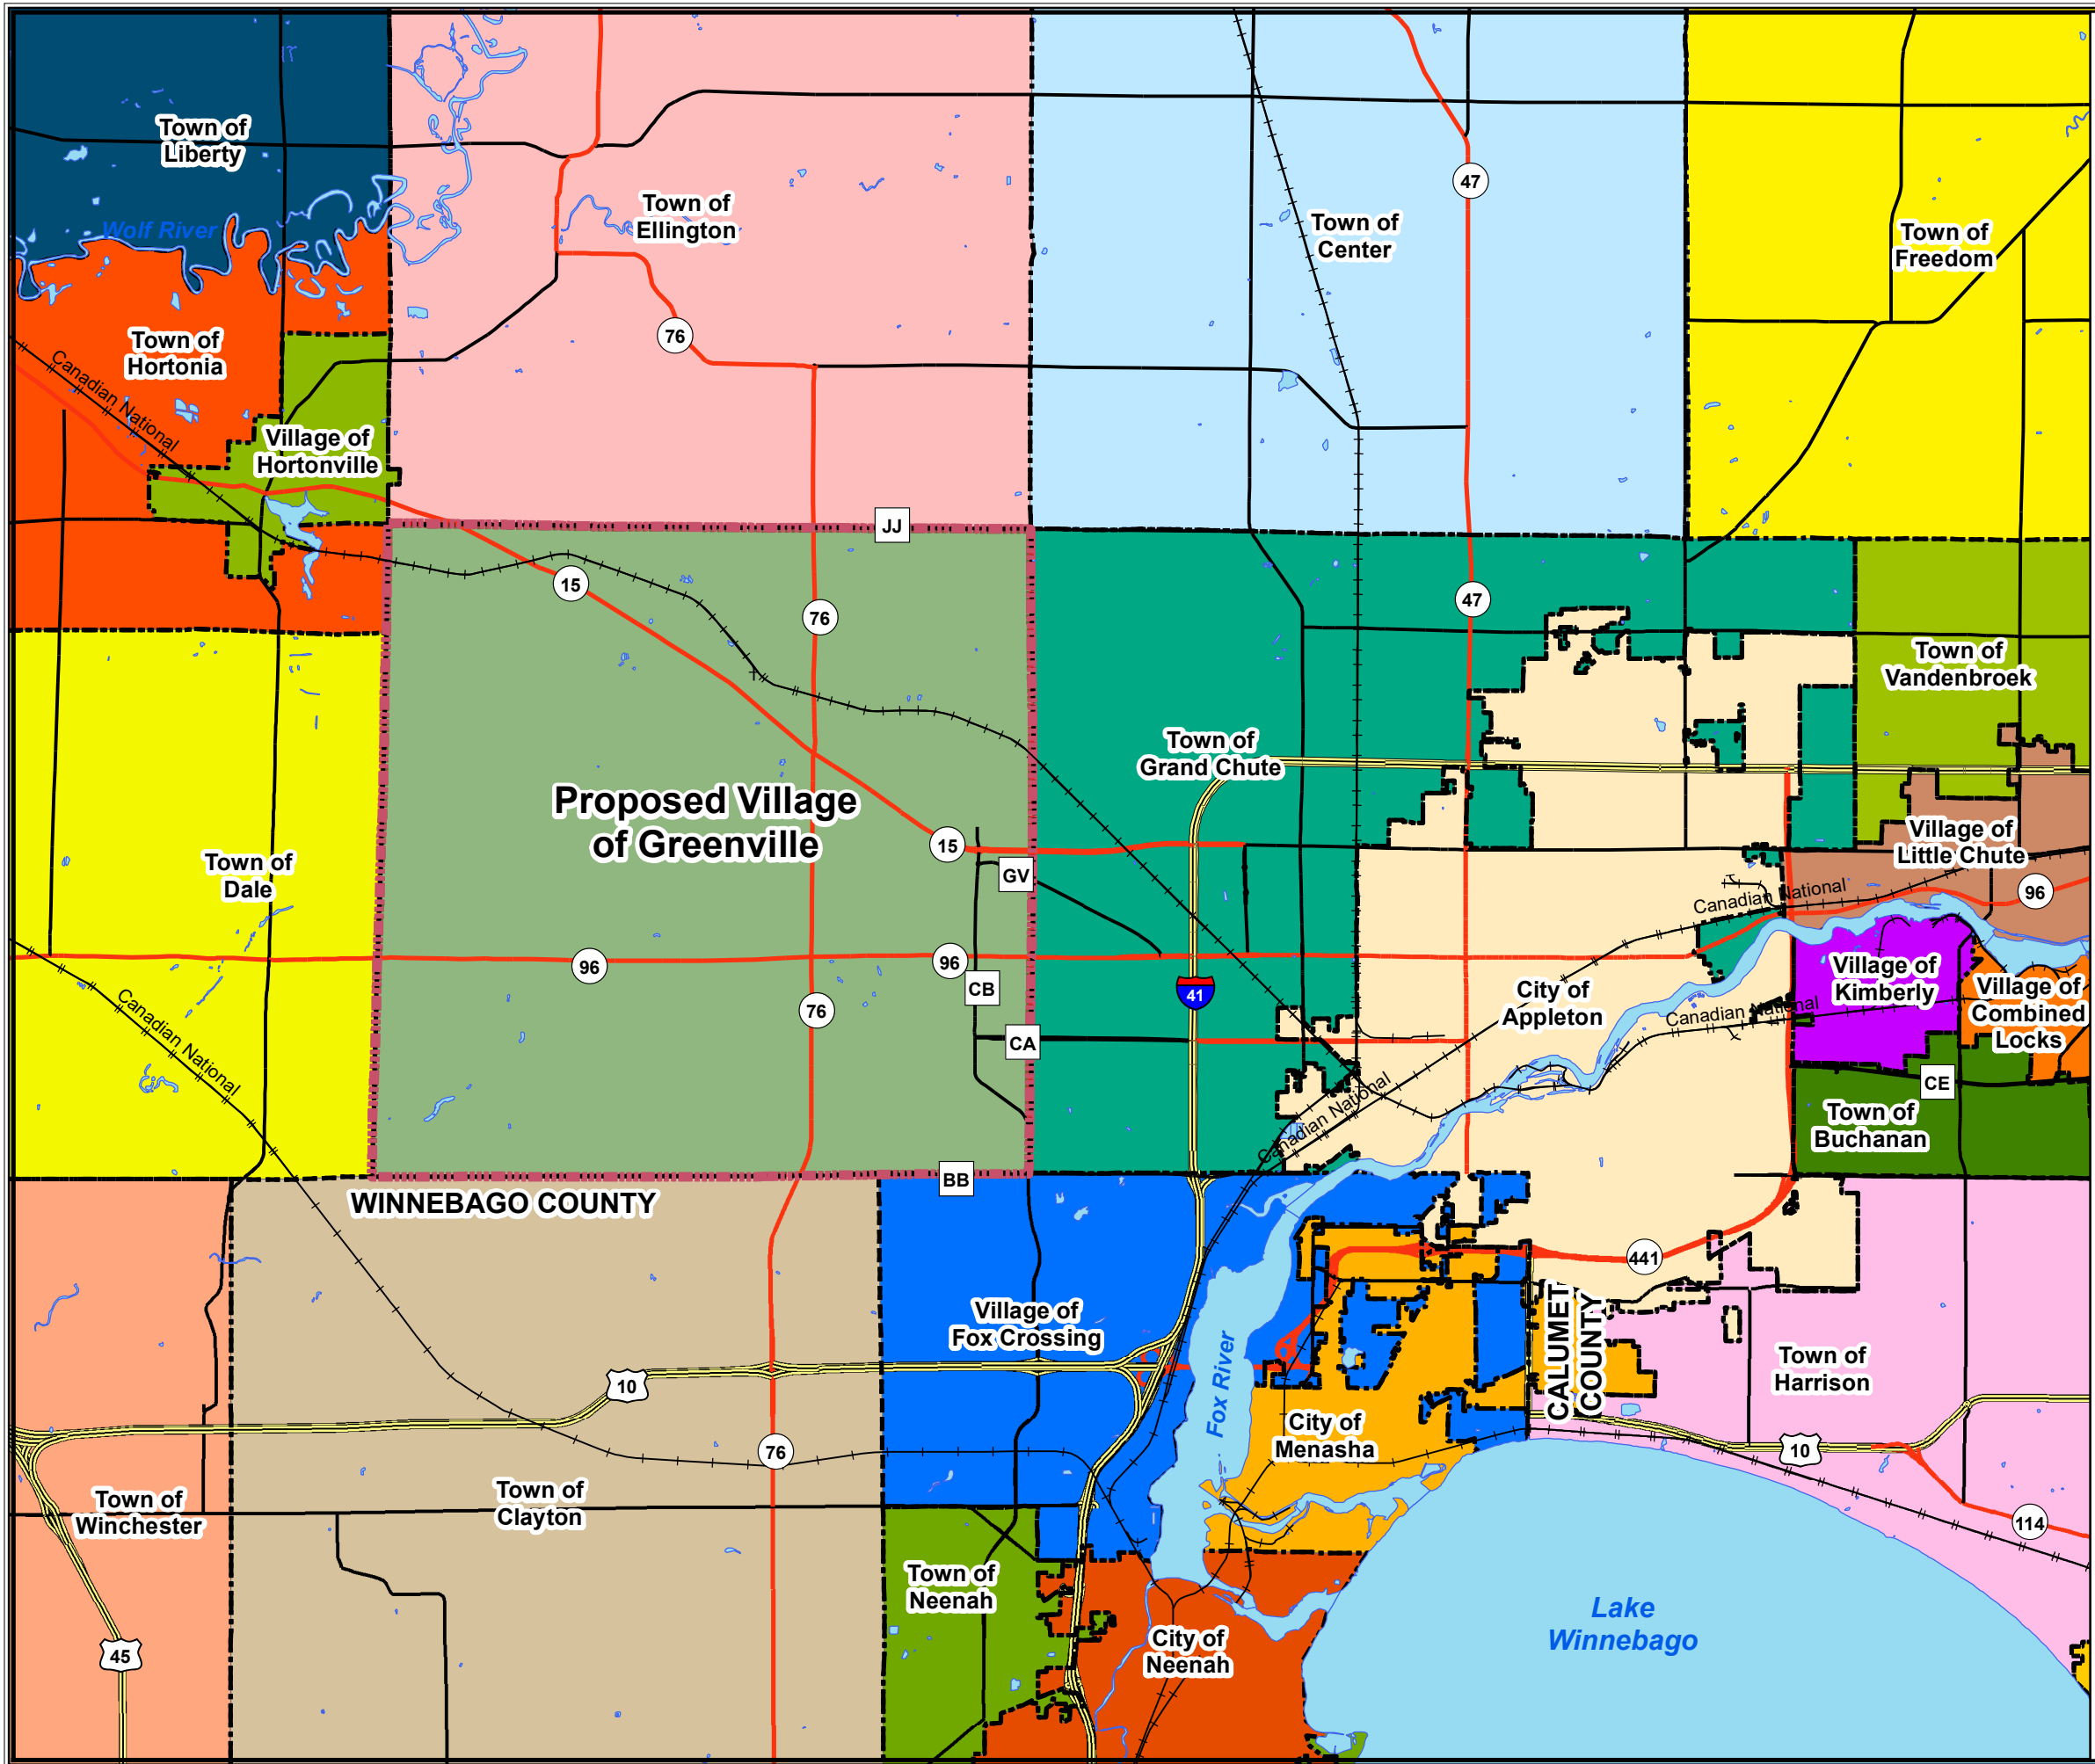 Town of
Liberty
Wolf River
Town of
Ellington
47
Town of
Center
Town of
Freedom
Town of
Hortonia
76
Canadian National
Village of
Hortonville
JJ
15
76
47
Town of
Vandenbroek
Town of
Grand Chute
Proposed Village
of Greenville
15
GV
Town of
Dale
Village of
Little Chute
96
Canadian National
96
96
CB
41
76
CA
City of
Appleton
Village of
Kimberly
Village of
Combined
Locks
Canadian National
Canadian National
CE
Canadian National
Town of
Buchanan
BB
WINNEBAGO COUNTY
441
Village of
Fox Crossing
Fox River
CALUMET
COUNTY
Town of
Harrison
10
City of
Menasha
10
76
Town of
Winchester
Town of
Clayton
114
Town of
Neenah
Lake
Winnebago
City of
Neenah
45